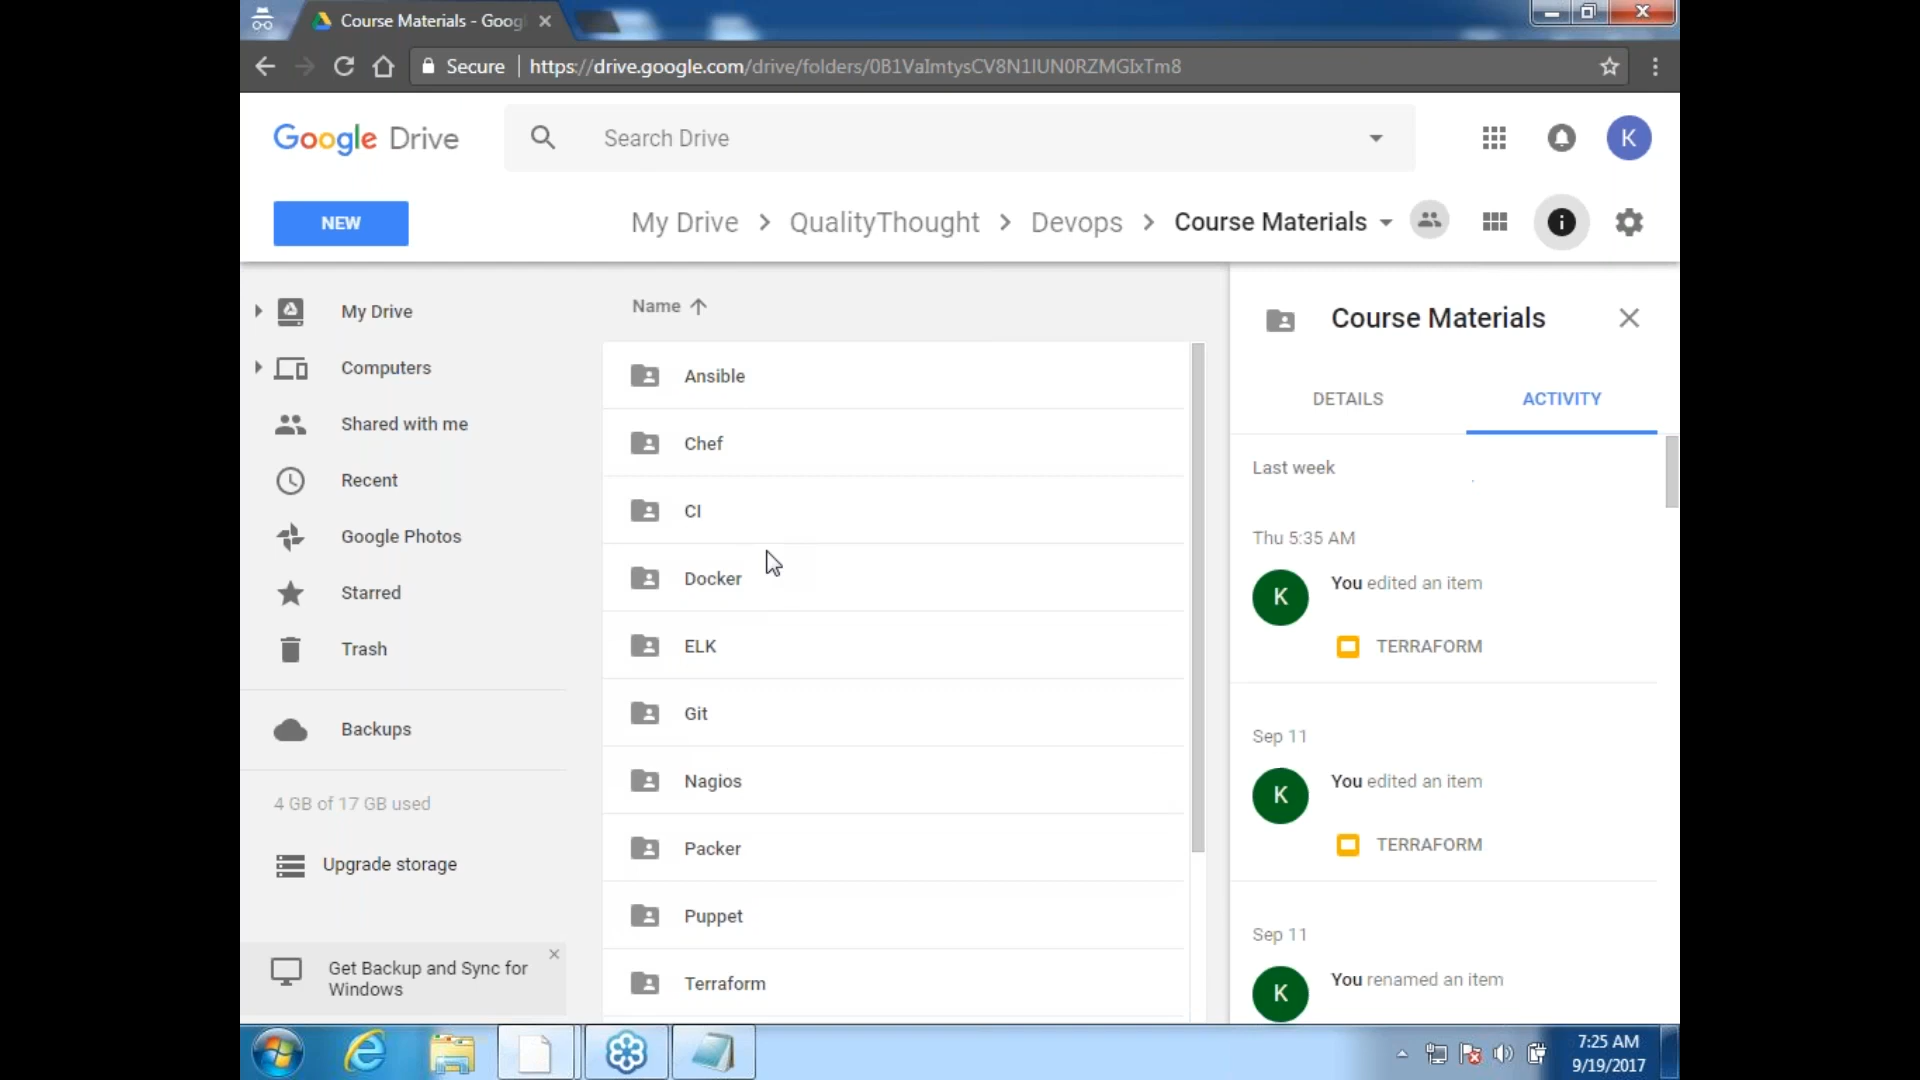 Course Materials - Goog
Secure
https://drive.google.com/drive/folders/0B1VaImtysCV8N1lUN0RZMGIxTm8
Google Drive
Search Drive
K
NEW
My Drive > QualityThought > Devops > Course Materials
My Drive
Computers
Shared with me
Recent
Google Photos
Starred
Trash
Backups
4 GB of 17 GB used
Upgrade storage
Get Backup and Sync for
Windows
Name
Ansible
Chef
CI
Docker
ELK
Git
Nagios
Packer
Puppet
Terraform
Course Materials
DETAILS
ACTIVITY
Last week
Thu 5:35 AM
K
You edited an item
TERRAFORM
Sep 11
K
You edited an item
TERRAFORM
Sep 11
K
You renamed an item
7:25 AM
9/19/2017